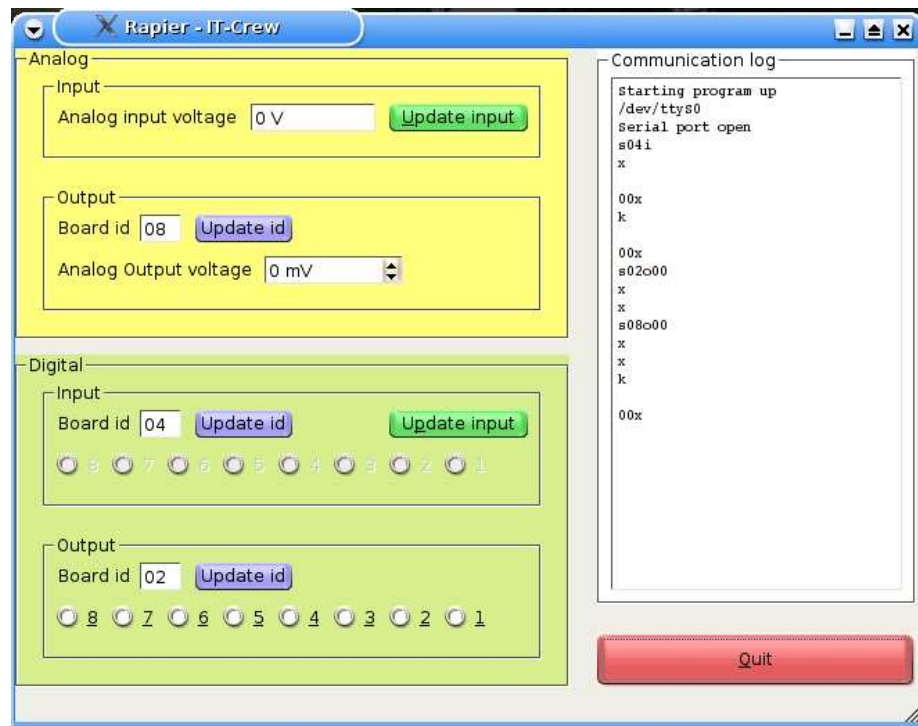 Rapier - IT-Crew
Analog
Input
Analog input voltage 0 V Update input
Output
Board id 08 Update id
Analog Output voltage 0 mV
Digital
Input
Board id 04 Update id Update input
8 7 6 5 4 3 2 1
Output
Board id 02 Update id
8 7 6 5 4 3 2 1
Communication log
Starting program up
/dev/ttyS0
Serial port open
s04i
x
00x
k
00x
s02o00
x
x
s08o00
x
x
k
00x
Quit